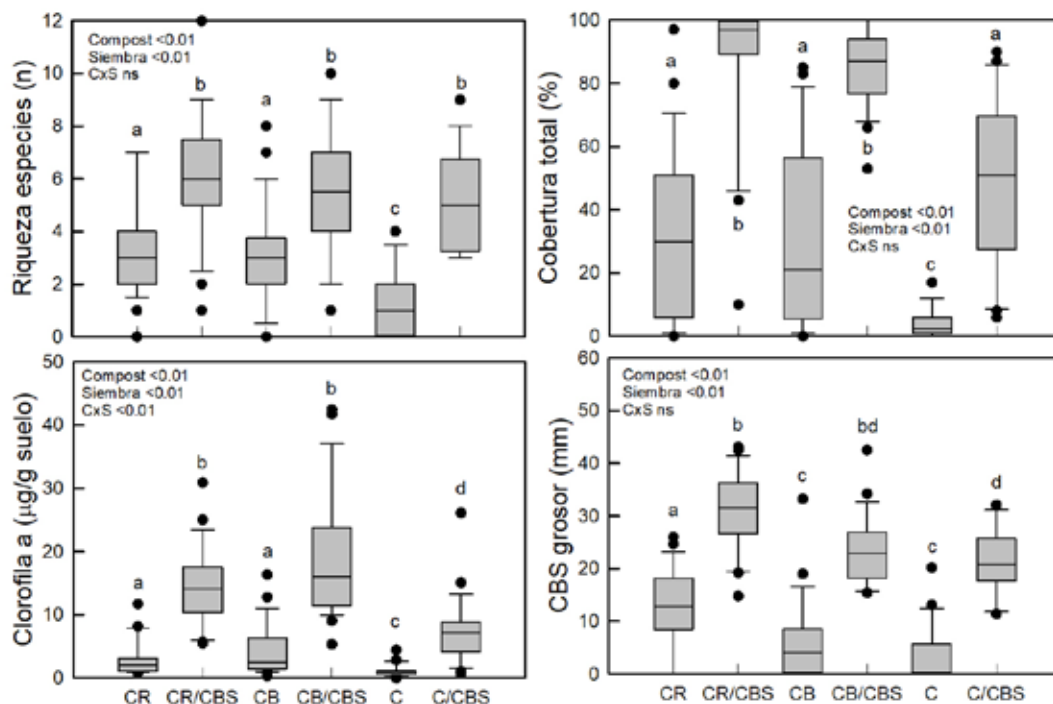 Riqueza especies (n)
12
10
8
6
4
2
0
Compost <0.01
Siembra <0.01
CxS ns
a
b
a
b
c
b
Cobertura total (%)
100
80
60
40
20
0
a
b
a
b
c
a
Compost <0.01
Siembra <0.01
CxS ns
Clorofila a (µg/g suelo)
50
40
30
20
10
0
Compost <0.01
Siembra <0.01
CxS <0.01
a
b
a
b
c
d
CR CR/CBS CB CB/CBS C C/CBS
CBS grosor (mm)
60
50
40
30
20
10
0
Compost <0.01
Siembra <0.01
CxS ns
a
b
c
bd
c
d
CR CR/CBS CB CB/CBS C C/CBS